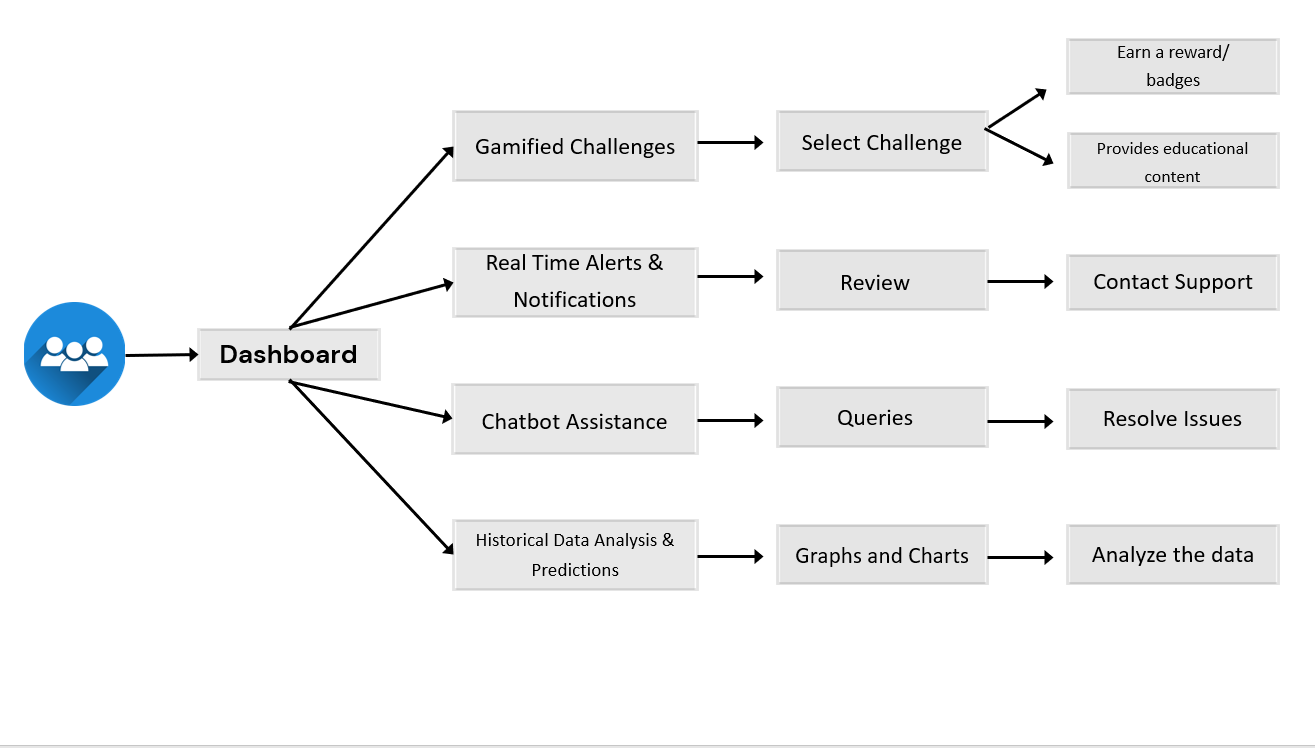 Earn a reward/
badges
Gamified Challenges
Select Challenge
Provides educational
content
Real Time Alerts &
Notifications
Review
Contact Support
Dashboard
Chatbot Assistance
Queries
Resolve Issues
Historical Data Analysis &
Predictions
Graphs and Charts
Analyze the data